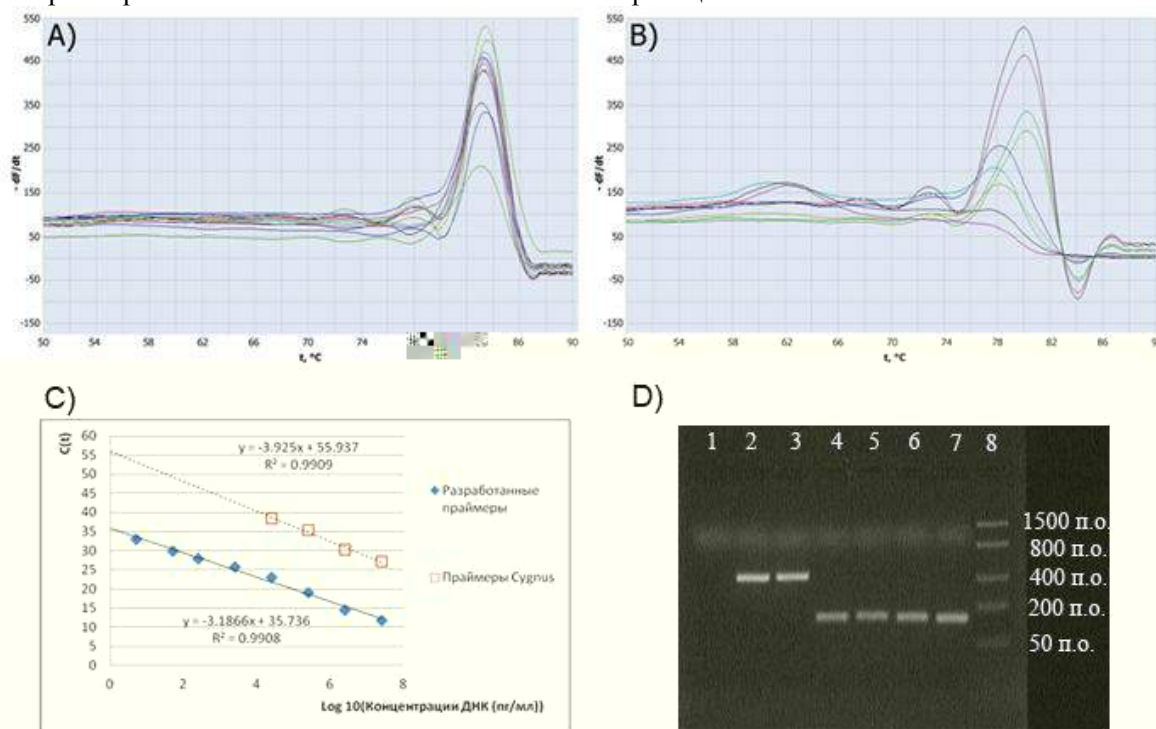 A)
550
450
350
250
150
50
-50
-150
- dF/dt
50 54 58 62 66 70 74 86 90
t, °C
B)
550
450
350
250
150
50
-50
-150
- dF/dt
50 54 58 62 66 70 74 78 82 86
t, °C
C)
C(t)
60
55
50
45
40
35
30
25
20
15
10
5
0
0 2 4 6 8
y = -3.925x + 55.937
R² = 0.9909
y = -3.1866x + 35.736
R² = 0.9908
Разработанные
праймеры
Праймеры Cygnus
Log 10(Концентрации ДНК (пг/мл))
D)
1 2 3 4 5 6 7 8
1500 п.о.
800 п.о.
400 п.о.
200 п.о.
50 п.о.